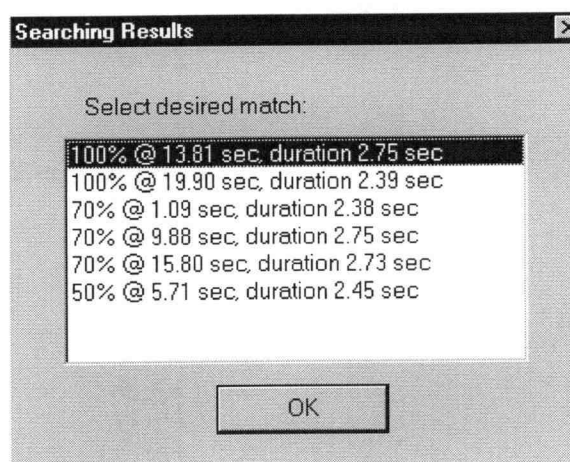 Searching Results
Select desired match:
100% @ 13.81 sec, duration 2.75 sec
100% @ 19.90 sec, duration 2.39 sec
70% @ 1.09 sec, duration 2.38 sec
70% @ 9.88 sec, duration 2.75 sec
70% @ 15.80 sec, duration 2.73 sec
50% @ 5.71 sec, duration 2.45 sec
OK